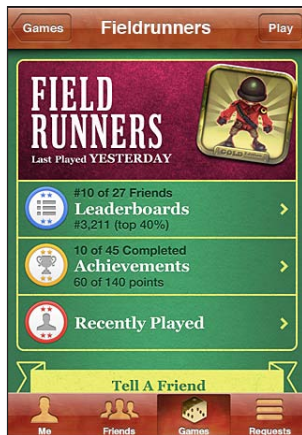 Games Fieldrunners Play
FIELD
RUNNERS
Last Played YESTERDAY
#10 of 27 Friends
Leaderboards
#3,211 (top 40%)
10 of 45 Completed
Achievements
60 of 140 points
Recently Played
Tell A Friend
Me Friends Games Requests